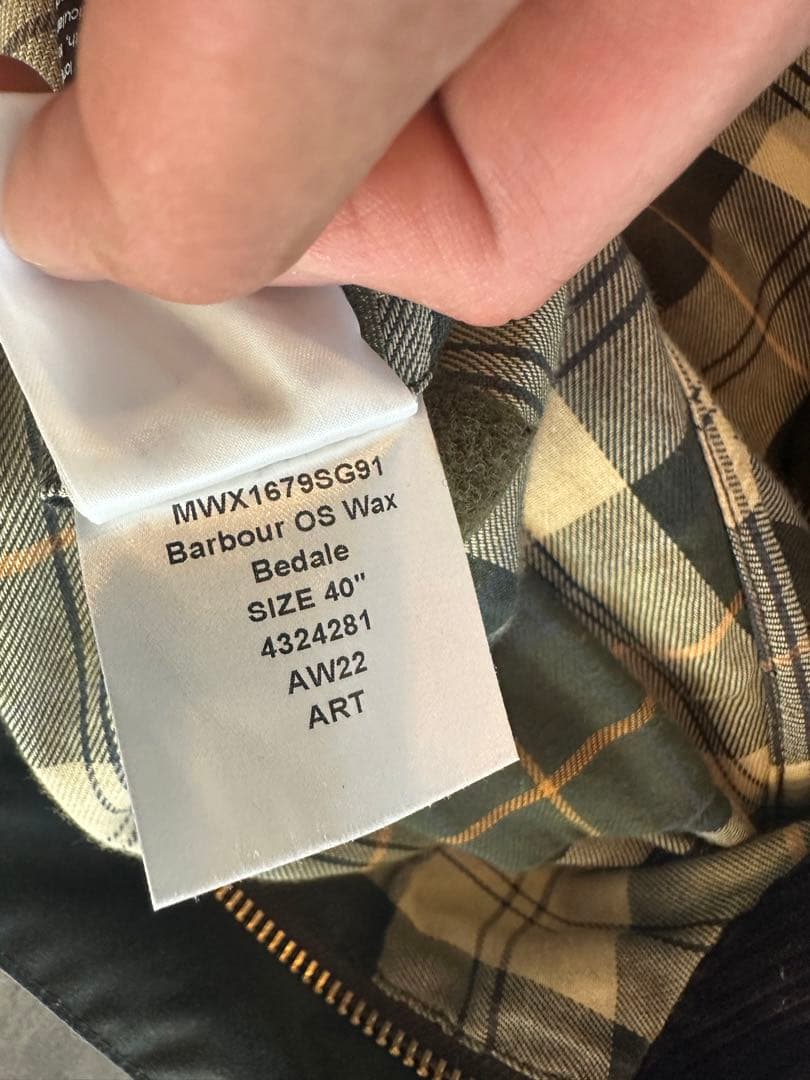 MWX1679SG91
Barbour OS Wax
Bedale
SIZE 40"
4324281
AW22
ART